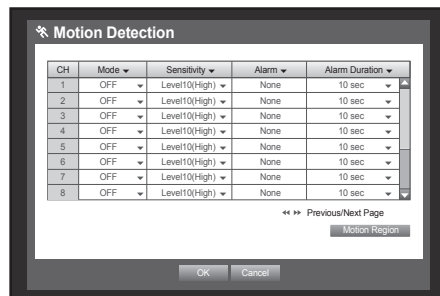 Motion Detection
CH Mode Sensitivity Alarm Alarm Duration
1 OFF Level10(High) None 10 sec
2 OFF Level10(High) None 10 sec
3 OFF Level10(High) None 10 sec
4 OFF Level10(High) None 10 sec
5 OFF Level10(High) None 10 sec
6 OFF Level10(High) None 10 sec
7 OFF Level10(High) None 10 sec
8 OFF Level10(High) None 10 sec
Previous/Next Page
Motion Region
OK Cancel